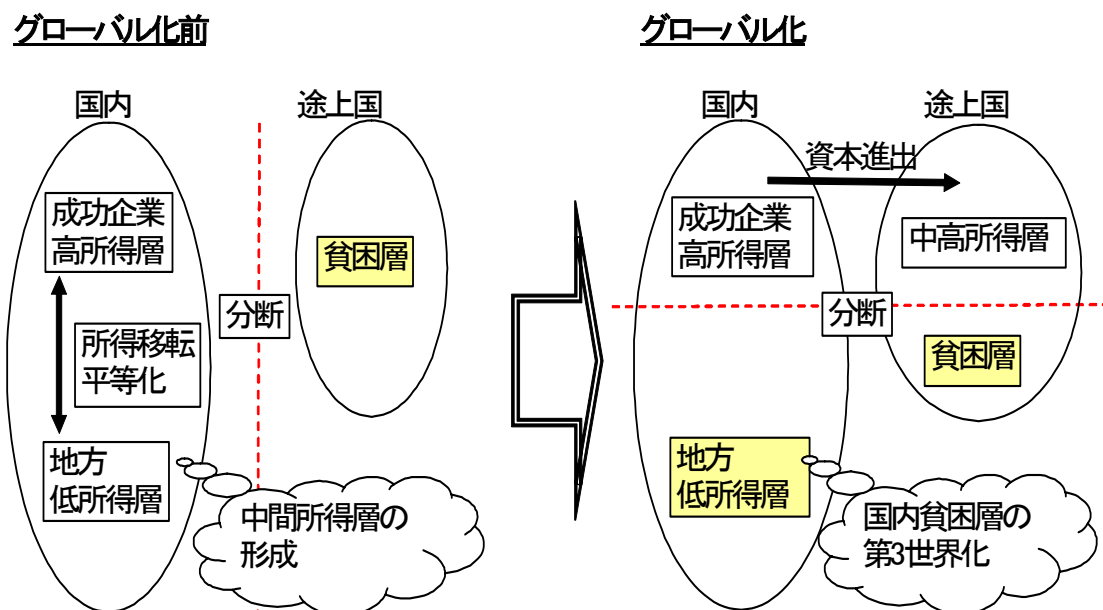 グローバル化前
国内
途上国
成功企業
高所得層
貧困層
分断
所得移転
平等化
地方
低所得層
中間所得層の
形成
グローバル化
国内
途上国
資本進出
成功企業
高所得層
中高所得層
分断
貧困層
地方
低所得層
国内貧困層の
第3世界化